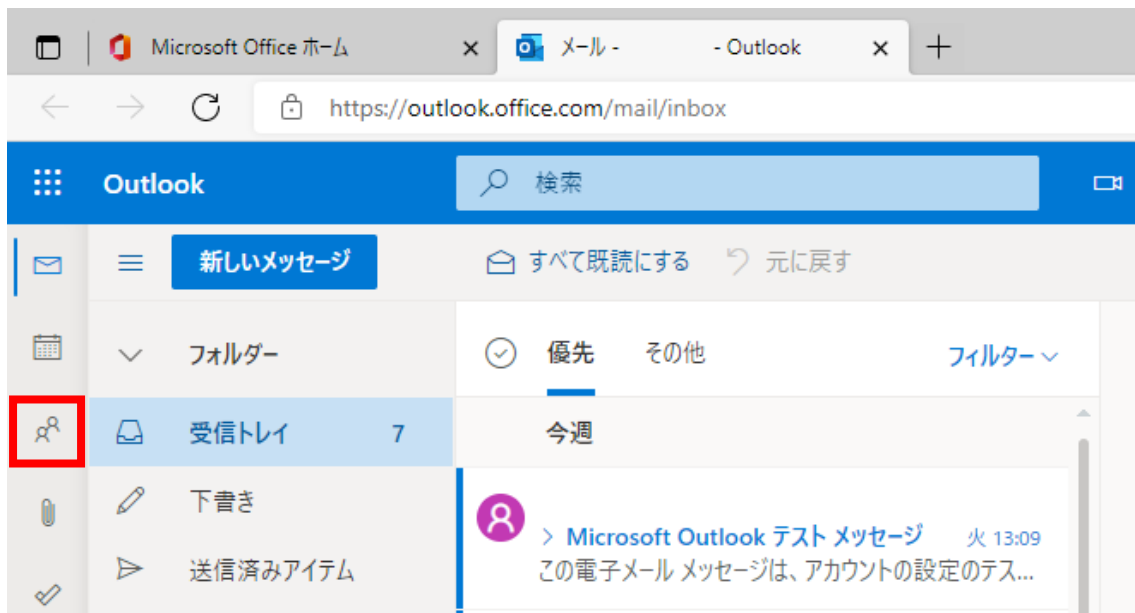 Microsoft Office ホーム
メール - - Outlook
https://outlook.office.com/mail/inbox
Outlook
検索
新しいメッセージ
すべて既読にする
元に戻す
フォルダー
優先
その他
フィルター
受信トレイ 7
今週
下書き
Microsoft Outlook テスト メッセージ 火 13:09
この電子メール メッセージは、アカウントの設定のテス...
送信済みアイテム